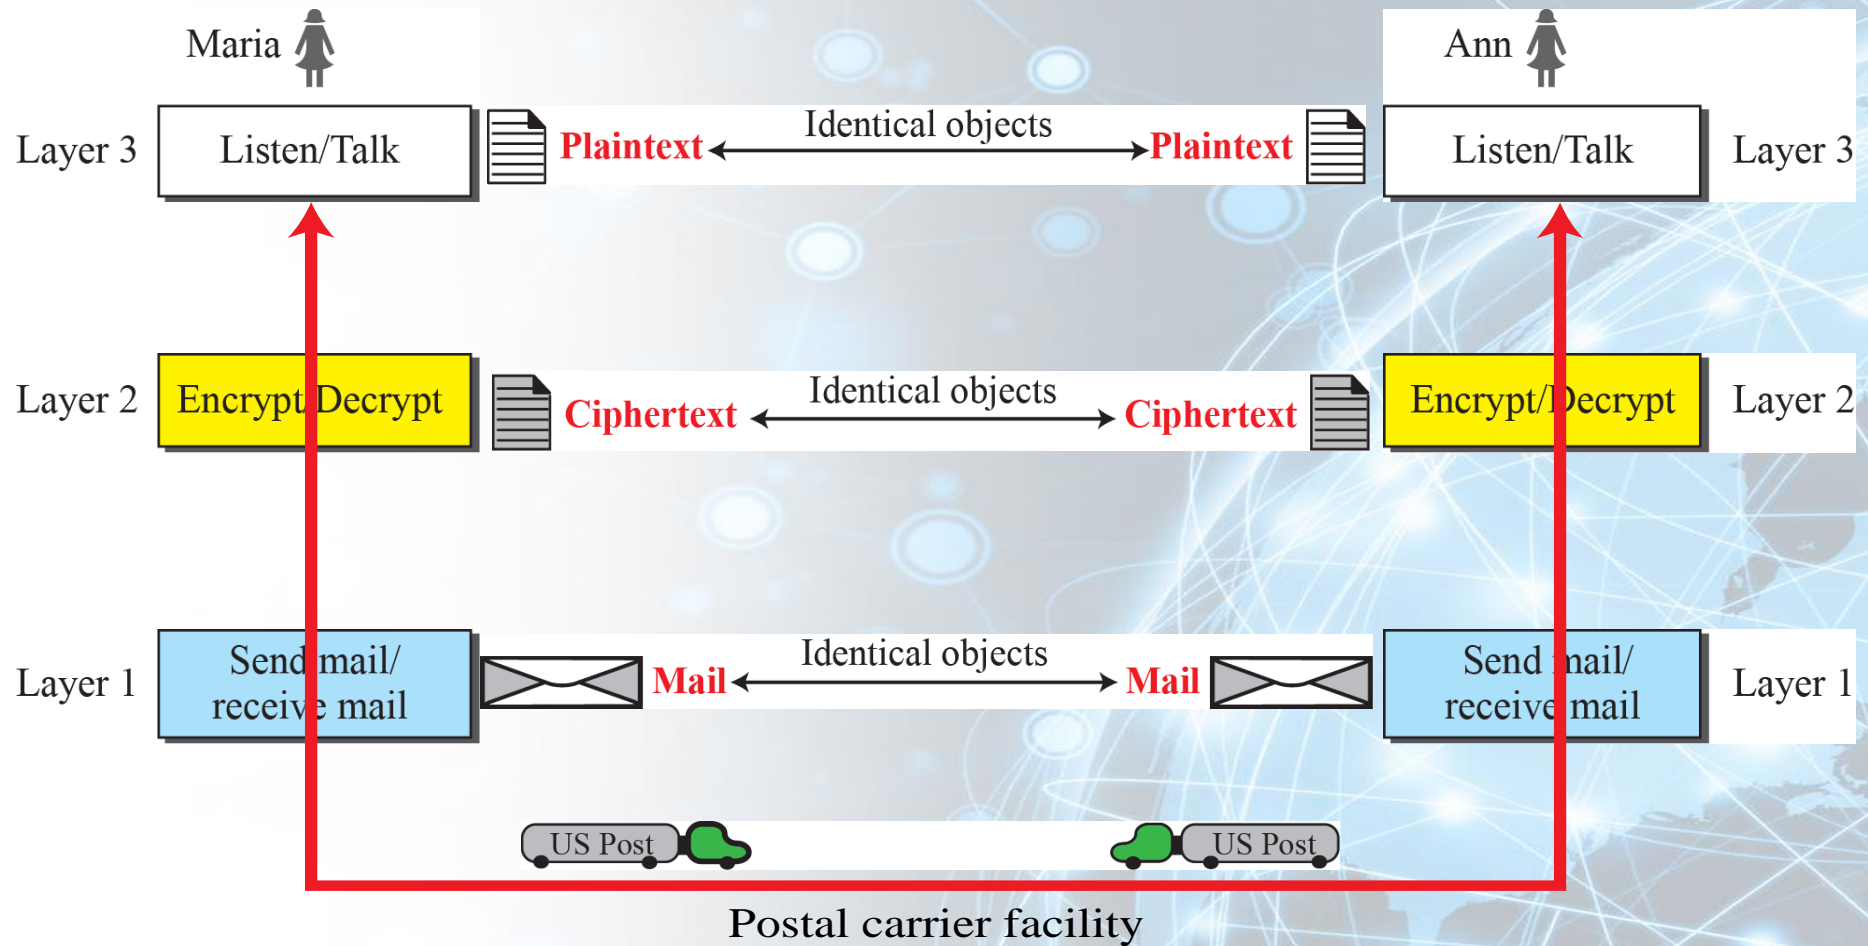 Maria
Ann
Layer 3
Listen/Talk
Plaintext
Identical objects
Plaintext
Listen/Talk
Layer 3
Layer 2
Encrypt/Decrypt
Ciphertext
Identical objects
Ciphertext
Encrypt/Decrypt
Layer 2
Layer 1
Send mail/
receive mail
Mail
Identical objects
Mail
Send mail/
receive mail
Layer 1
US Post
US Post
Postal carrier facility